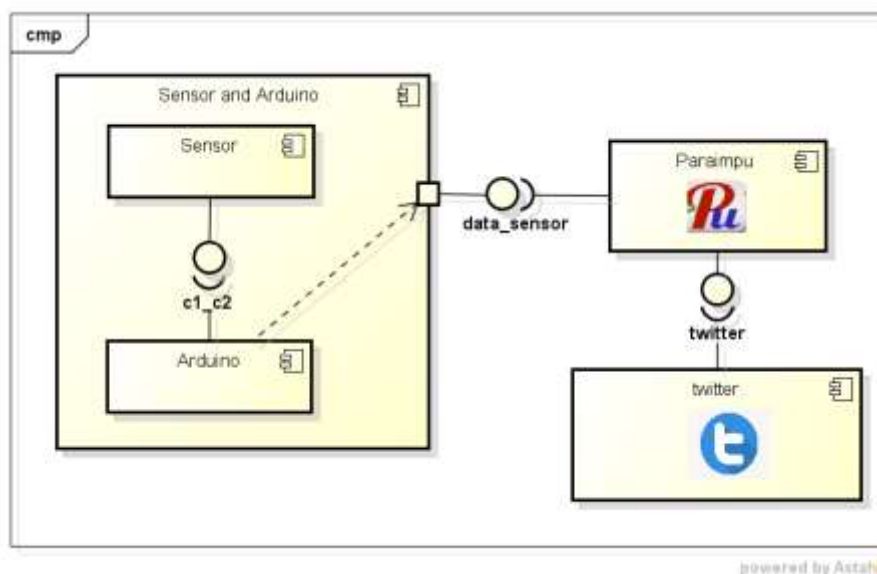 cmp
Sensor and Arduino
Sensor
c1_c2
Arduino
data_sensor
Paraimpu
Pu
twitter
twitter
t
powered by Astah